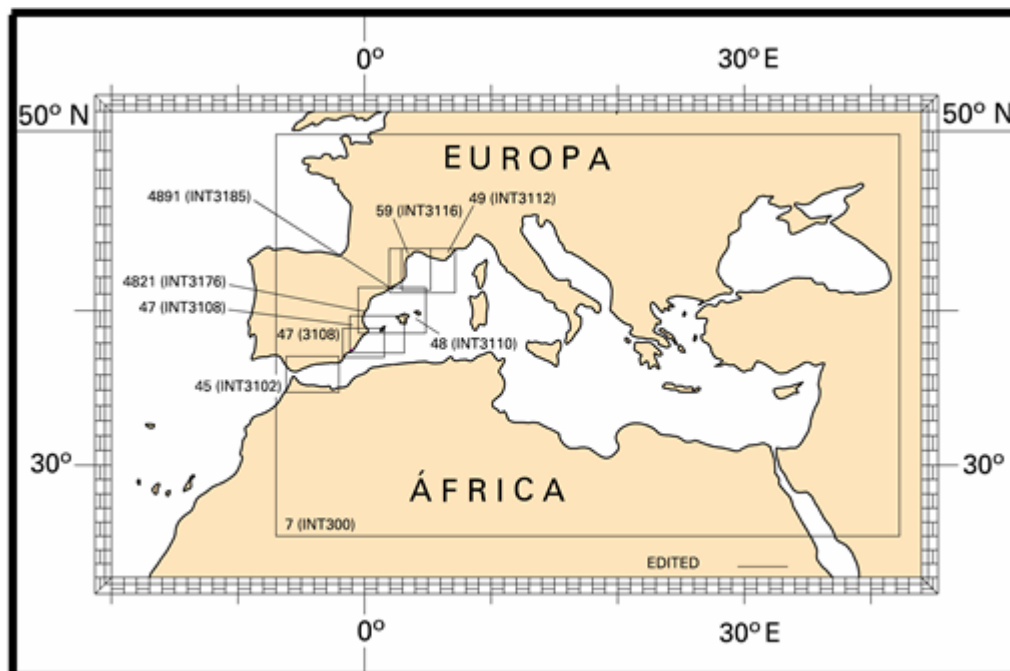 0º 30º E
50º N 50º N
EUROPA
4891 (INT3185)
59 (INT3116)
49 (INT3112)
4821 (INT3176)
47 (INT3108)
47 (3108)
48 (INT3110)
45 (INT3102)
30º 30º
ÁFRICA
7 (INT300)
EDITED
0º 30º E